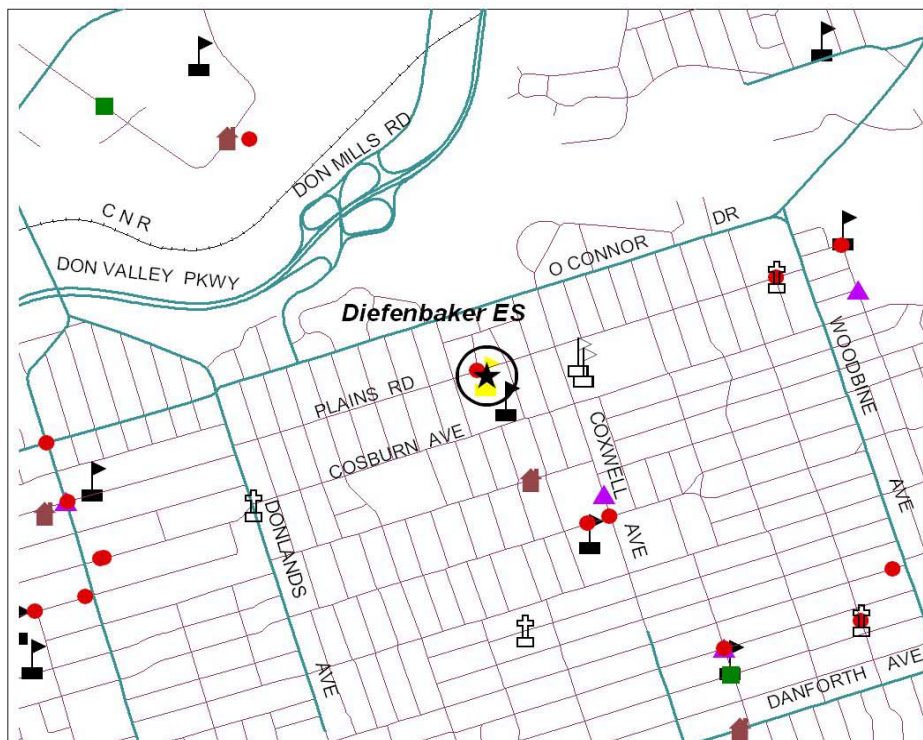 DON MILLS RD
C N R
DON VALLEY PKWY
O CONNOR DR
Diefenbaker ES
WOODBINE AVE
PLAINS RD
COSBURN AVE
COXWELL AVE
DONLANDS AVE
DANFORTH AVE